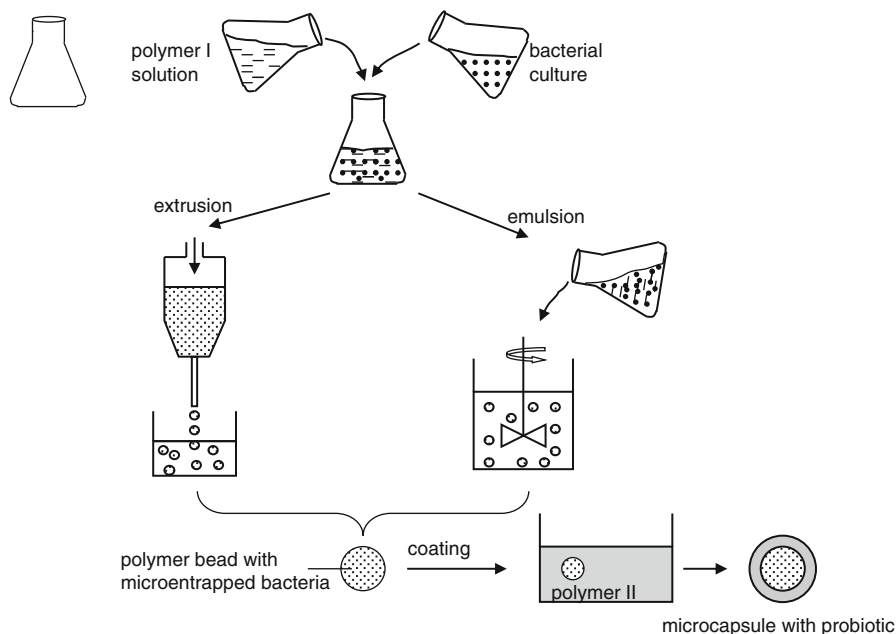 polymer I
solution
bacterial
culture
extrusion
emulsion
polymer bead with
microentrapped bacteria
coating
polymer II
microcapsule with probiotic